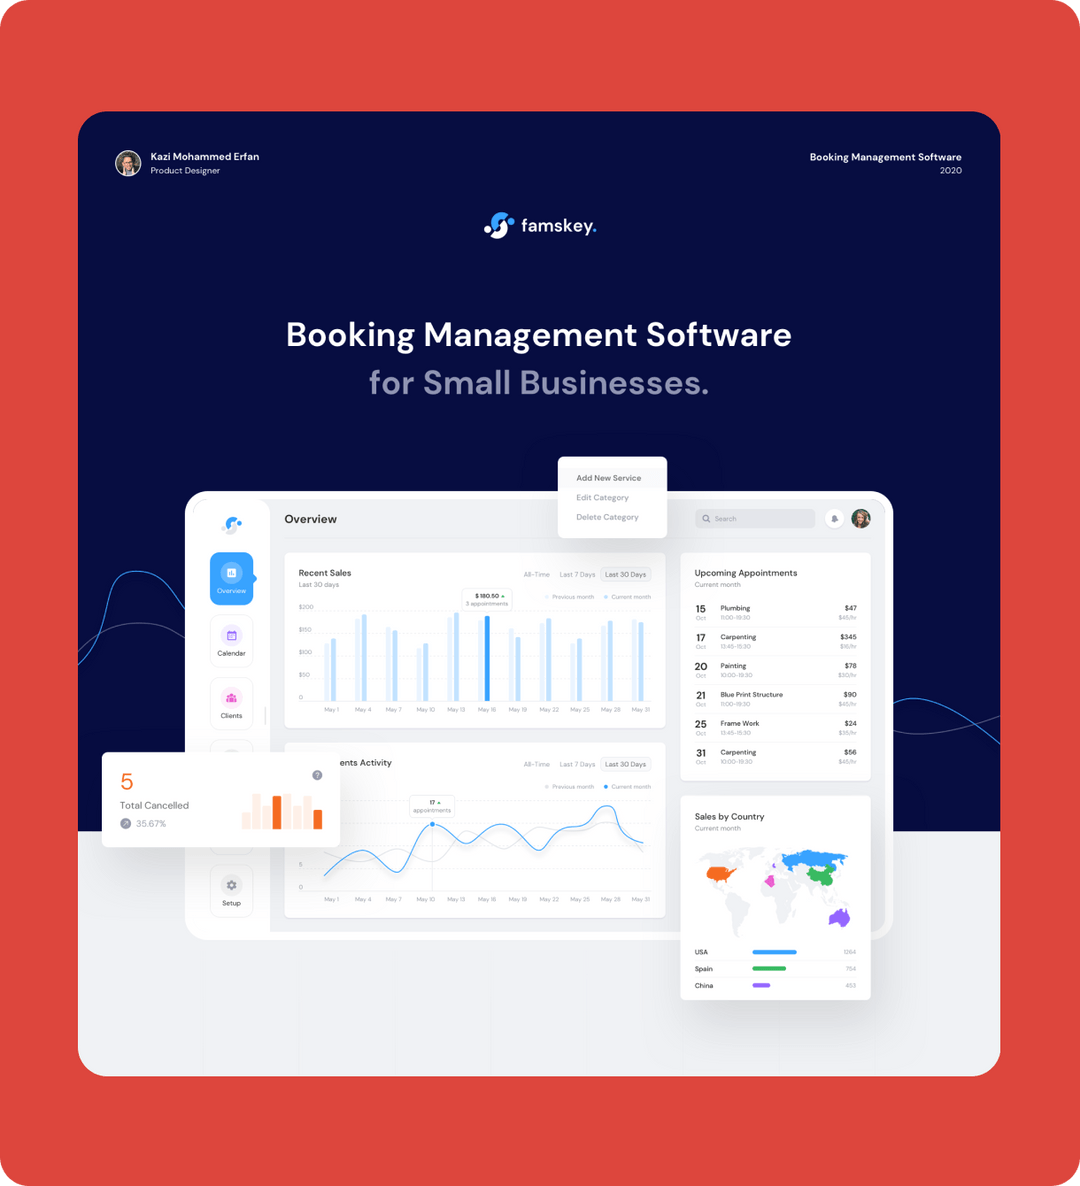 Kazi Mohammed Erfan
Product Designer
Booking Management Software
2020
famskey.
Booking Management Software
for Small Businesses.
Add New Service
Edit Category
Delete Category
Overview
Search
Overview
Calendar
Clients
Setup
Recent Sales
Last 30 days
All-Time Last 7 Days Last 30 Days
Previous month Current month
$ 180.50
3 appointments
$200
$150
$100
$50
0
May 1 May 4 May 7 May 10 May 13 May 16 May 19 May 22 May 25 May 28 May 31
Upcoming Appointments
Current month
15 Plumbing $47
Oct 11:00-19:30 $45/hr
17 Carpenting $345
Oct 13:45-15:30
20 Painting $78
Oct 10:00-19:30 $30/hr
21 Blue Print Structure $90
Oct 11:00-19:30 $45/hr
25 Frame Work $24
Oct 13:45-15:30
31 Carpenting $56
Oct 10:00-19:30 $45/hr
5
?
Total Cancelled
35.67%
ents Activity
All-Time Last 7 Days Last 30 Days
Previous month Current month
17
appointments
5
0
May 1 May 4 May 7 May 10 May 13 May 16 May 19 May 22 May 25 May 28 May 31
Sales by Country
Current month
USA 1264
Spain 754
China 453